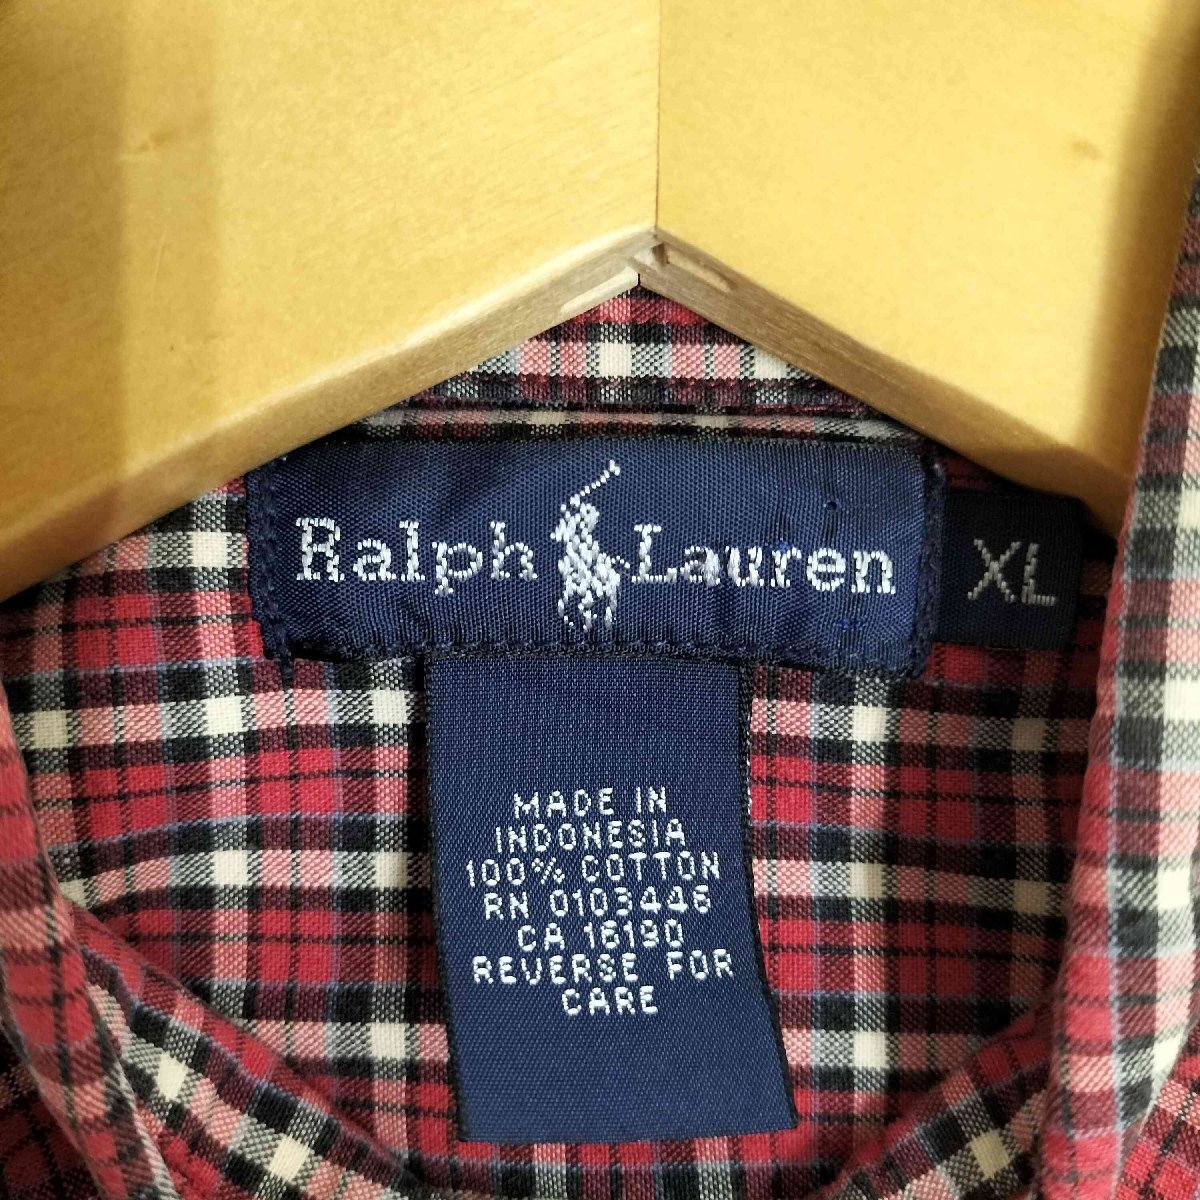 Ralph Lauren XL
MADE IN
INDONESIA
100% COTTON
RN 0103446
CA 16190
REVERSE FOR
CARE